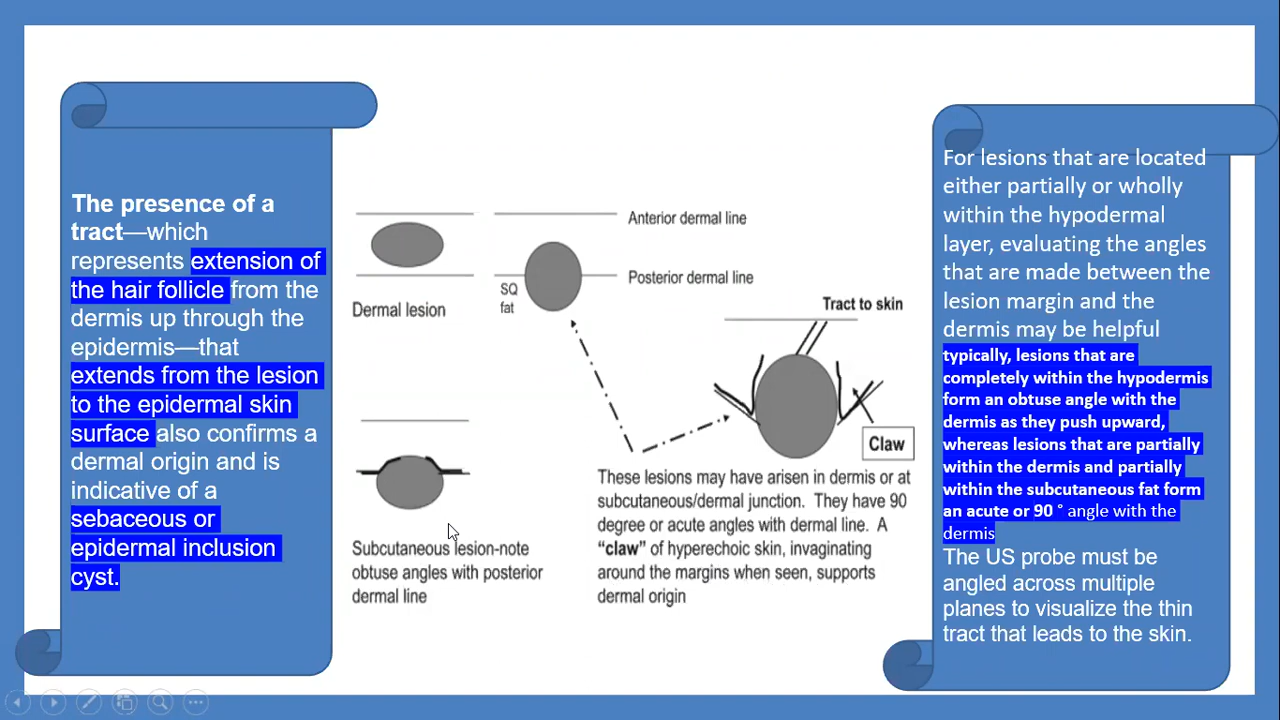 The presence of a
tract—which
represents extension of
the hair follicle from the
dermis up through the
epidermis—that
extends from the lesion
to the epidermal skin
surface also confirms a
dermal origin and is
indicative of a
sebaceous or
epidermal inclusion
cyst.
Anterior dermal line
Posterior dermal line
SQ
fat
Dermal lesion
Tract to skin
Claw
Subcutaneous lesion-note
obtuse angles with posterior
dermal line
These lesions may have arisen in dermis or at
subcutaneous/dermal junction. They have 90
degree or acute angles with dermal line. A
“claw” of hyperechoic skin, invaginating
around the margins when seen, supports
dermal origin
For lesions that are located
either partially or wholly
within the hypodermal
layer, evaluating the angles
that are made between the
lesion margin and the
dermis may be helpful
typically, lesions that are
completely within the hypodermis
form an obtuse angle with the
dermis as they push upward,
whereas lesions that are partially
within the dermis and partially
within the subcutaneous fat form
an acute or 90 ° angle with the
dermis
The US probe must be
angled across multiple
planes to visualize the thin
tract that leads to the skin.